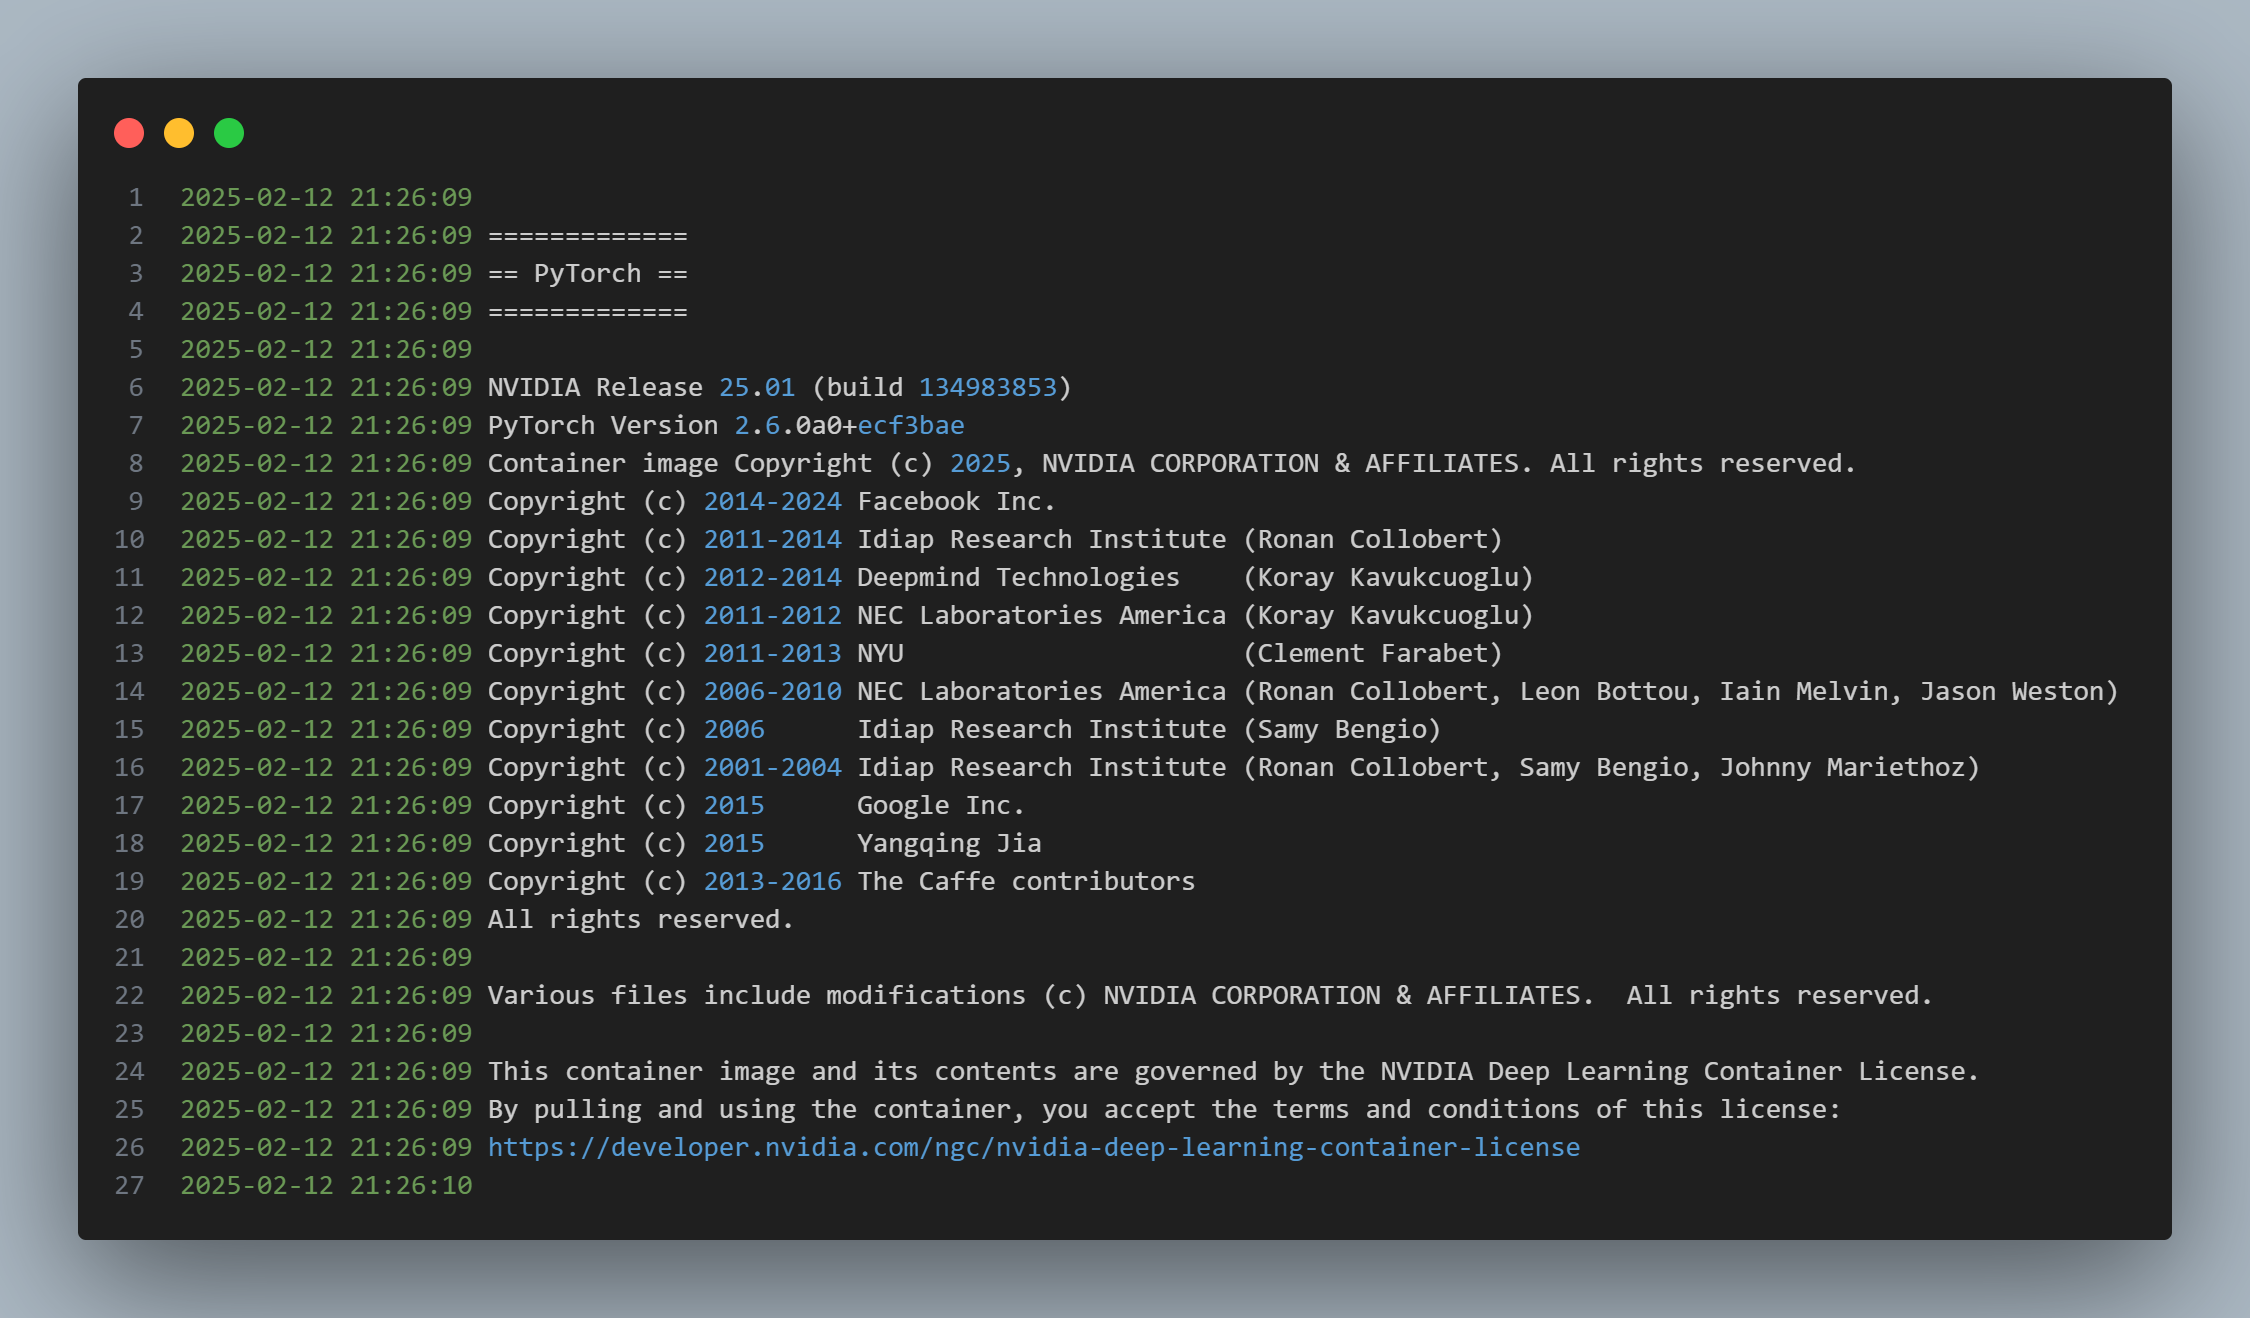 1 2025-02-12 21:26:09
2 2025-02-12 21:26:09 =============
3 2025-02-12 21:26:09 == PyTorch ==
4 2025-02-12 21:26:09 =============
5 2025-02-12 21:26:09
6 2025-02-12 21:26:09 NVIDIA Release 25.01 (build 134983853)
7 2025-02-12 21:26:09 PyTorch Version 2.6.0a0+ecf3bae
8 2025-02-12 21:26:09 Container image Copyright (c) 2025, NVIDIA CORPORATION & AFFILIATES. All rights reserved.
9 2025-02-12 21:26:09 Copyright (c) 2014-2024 Facebook Inc.
10 2025-02-12 21:26:09 Copyright (c) 2011-2014 Idiap Research Institute (Ronan Collobert)
11 2025-02-12 21:26:09 Copyright (c) 2012-2014 Deepmind Technologies    (Koray Kavukcuoglu)
12 2025-02-12 21:26:09 Copyright (c) 2011-2012 NEC Laboratories America (Koray Kavukcuoglu)
13 2025-02-12 21:26:09 Copyright (c) 2011-2013 NYU                      (Clement Farabet)
14 2025-02-12 21:26:09 Copyright (c) 2006-2010 NEC Laboratories America (Ronan Collobert, Leon Bottou, Iain Melvin, Jason Weston)
15 2025-02-12 21:26:09 Copyright (c) 2006      Idiap Research Institute (Samy Bengio)
16 2025-02-12 21:26:09 Copyright (c) 2001-2004 Idiap Research Institute (Ronan Collobert, Samy Bengio, Johnny Mariethoz)
17 2025-02-12 21:26:09 Copyright (c) 2015      Google Inc.
18 2025-02-12 21:26:09 Copyright (c) 2015      Yangqing Jia
19 2025-02-12 21:26:09 Copyright (c) 2013-2016 The Caffe contributors
20 2025-02-12 21:26:09 All rights reserved.
21 2025-02-12 21:26:09
22 2025-02-12 21:26:09 Various files include modifications (c) NVIDIA CORPORATION & AFFILIATES.  All rights reserved.
23 2025-02-12 21:26:09
24 2025-02-12 21:26:09 This container image and its contents are governed by the NVIDIA Deep Learning Container License.
25 2025-02-12 21:26:09 By pulling and using the container, you accept the terms and conditions of this license:
26 2025-02-12 21:26:09 https://developer.nvidia.com/ngc/nvidia-deep-learning-container-license
27 2025-02-12 21:26:10